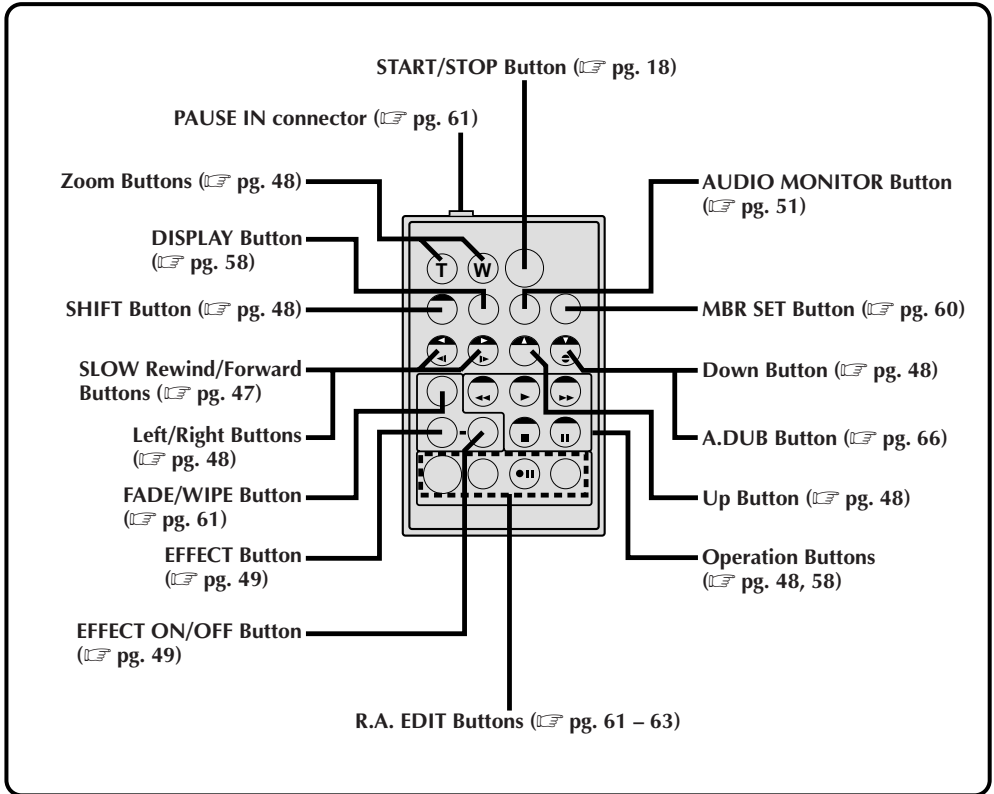 START/STOP Button (☞ pg. 18)
PAUSE IN connector (☞ pg. 61)
Zoom Buttons (☞ pg. 48)
DISPLAY Button
(☞ pg. 58)
SHIFT Button (☞ pg. 48)
SLOW Rewind/Forward
Buttons (☞ pg. 47)
Left/Right Buttons
(☞ pg. 48)
FADE/WIPE Button
(☞ pg. 61)
EFFECT Button
(☞ pg. 49)
EFFECT ON/OFF Button
(☞ pg. 49)
T W
AUDIO MONITOR Button
(☞ pg. 51)
MBR SET Button (☞ pg. 60)
Down Button (☞ pg. 48)
A.DUB Button (☞ pg. 66)
Up Button (☞ pg. 48)
Operation Buttons
(☞ pg. 48, 58)
R.A. EDIT Buttons (☞ pg. 61 – 63)